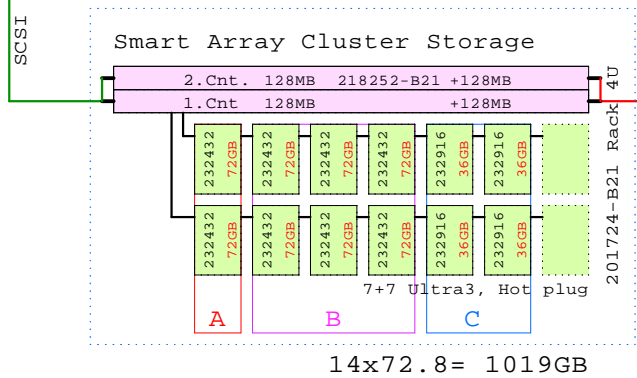 SCSI
Smart Array Cluster Storage
2.Cnt. 128MB 218252-B21 +128MB
1.Cnt 128MB +128MB
232432 72GB 232432 72GB 232432 72GB 232432 72GB 232916 36GB 232916 36GB
232432 72GB 232432 72GB 232432 72GB 232432 72GB 232916 36GB 232916 36GB
7+7 Ultra3, Hot plug
A B C
201724-B21 Rack 4U
14x72.8= 1019GB